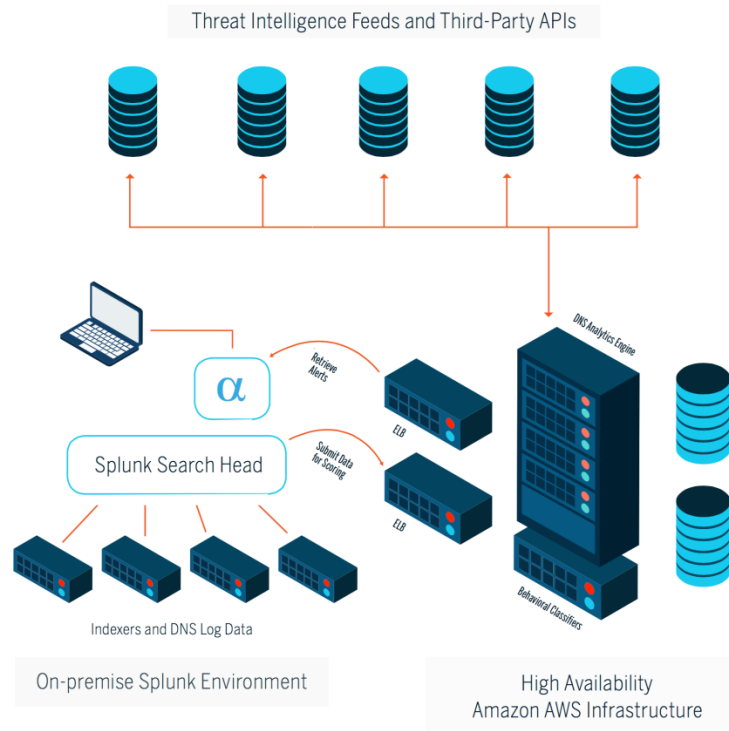 Threat Intelligence Feeds and Third-Party APIs
DNS Analytics Engine
Retrieve
Alerts
α
ELB
Splunk Search Head
Submit Data
for Scoring
ELB
Behavioral Classifiers
Indexers and DNS Log Data
On-premise Splunk Environment
High Availability
Amazon AWS Infrastructure